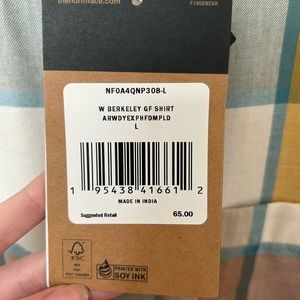 thenorthface.com
F19GENCVR
NF0A4QNP308-L
W BERKELEY GF SHIRT
ARWDYEXPHFDMPLD
L
1 95438 41661 2
MADE IN INDIA
Suggested Retail 65.00
FSC
MIX
PRINTED WITH
SOY INK